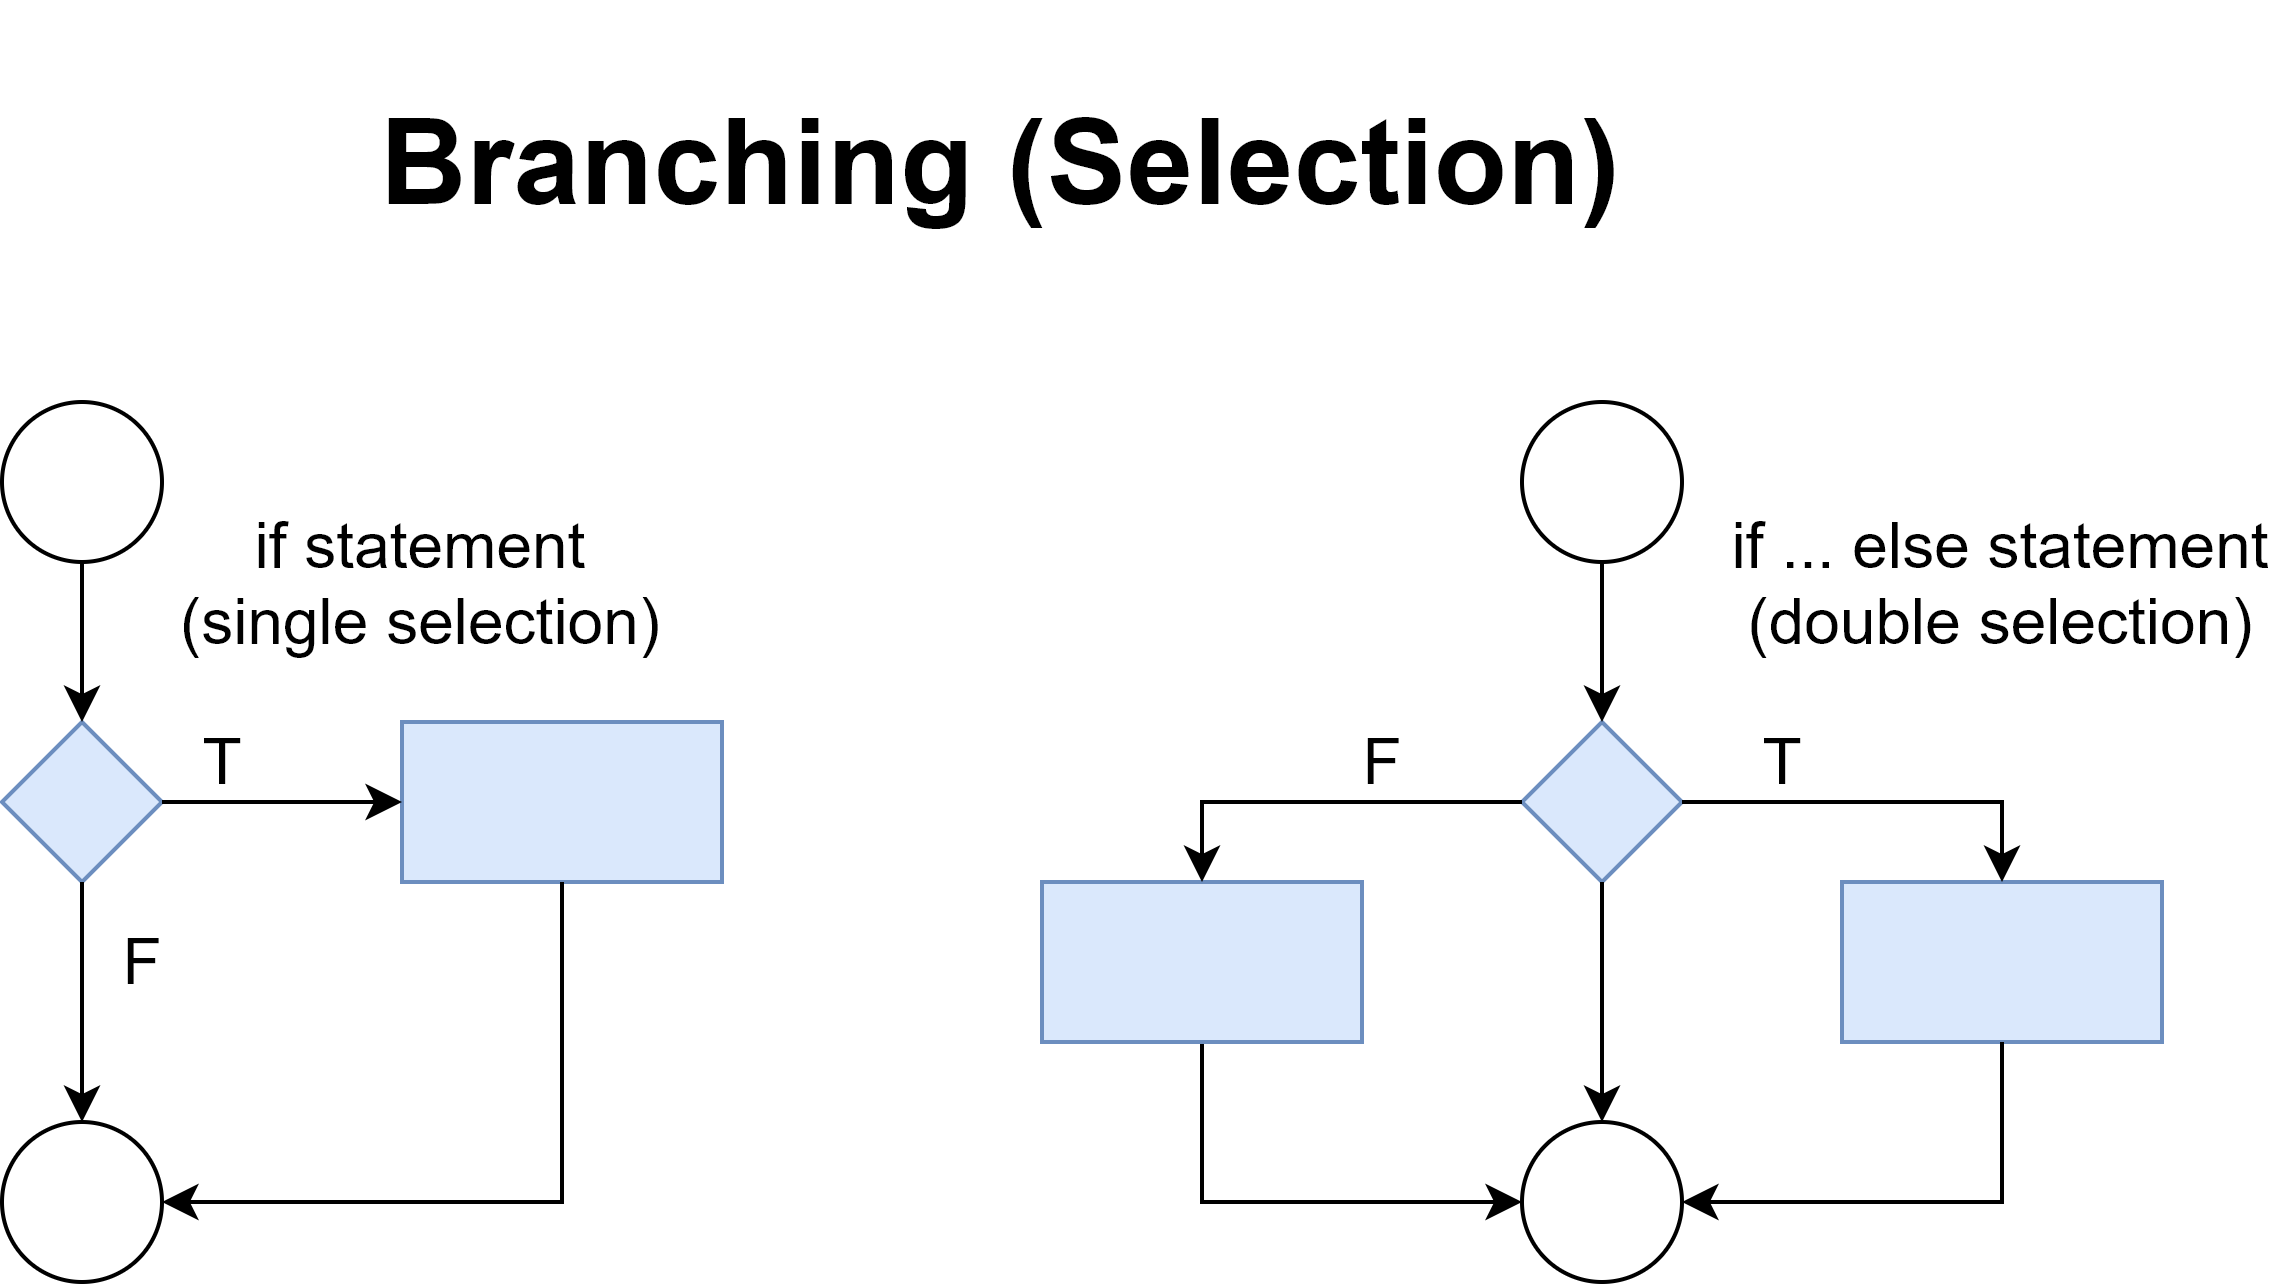 Branching (Selection)
if statement
(single selection)
T
F
if ... else statement
(double selection)
F
T